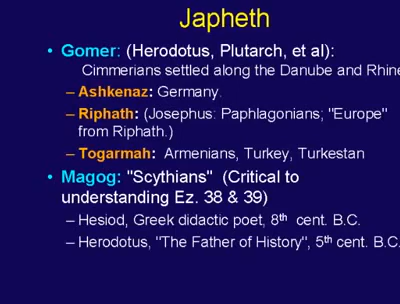 Japheth
• Gomer: (Herodotus, Plutarch, et al):
Cimmerians settled along the Danube and Rhine
– Ashkenaz: Germany.
– Riphath: (Josephus: Paphlagonians; "Europe"
from Riphath.)
– Togarmah: Armenians, Turkey, Turkestan
• Magog: "Scythians" (Critical to
understanding Ez. 38 & 39)
– Hesiod, Greek didactic poet, 8th cent. B.C.
– Herodotus, "The Father of History", 5th cent. B.C.